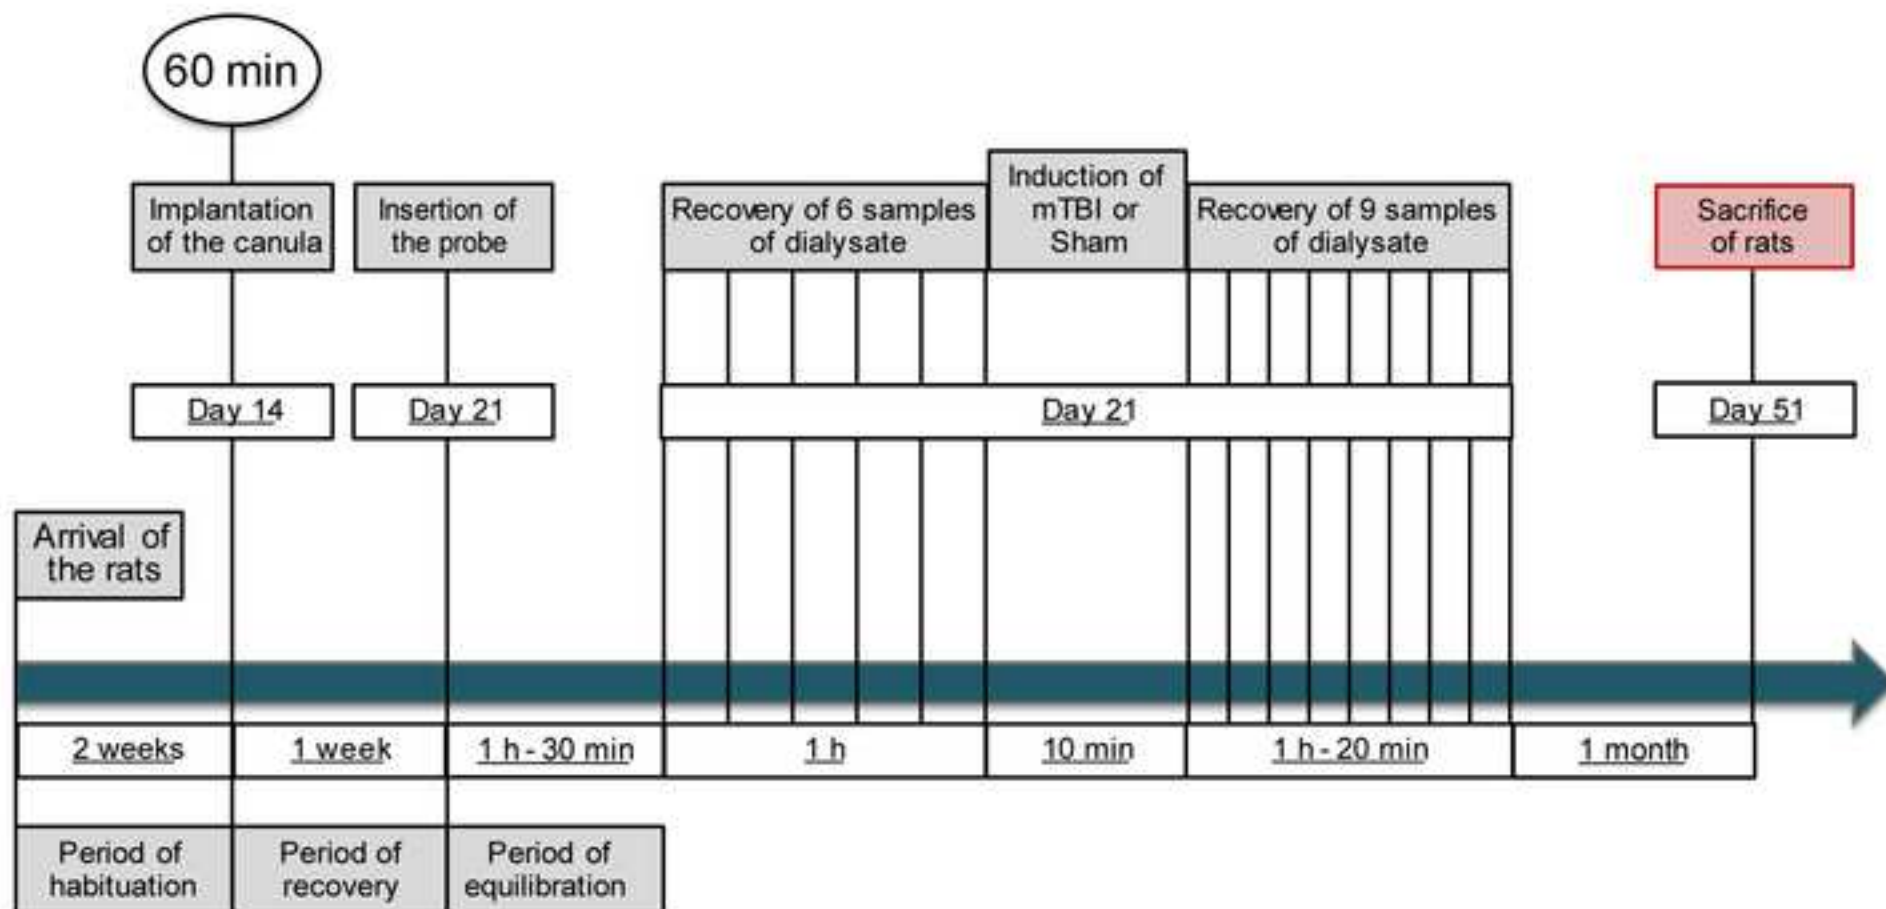 60 min
Implantation
of the canula
Insertion of
the probe
Recovery of 6 samples
of dialysate
Induction of
mTBI or
Sham
Recovery of 9 samples
of dialysate
Sacrifice
of rats
Day 14
Day 21
Day 21
Day 51
Arrival of
the rats
2 weeks
1 week
1 h - 30 min
1 h
10 min
1 h - 20 min
1 month
Period of
habituation
Period of
recovery
Period of
equilibration